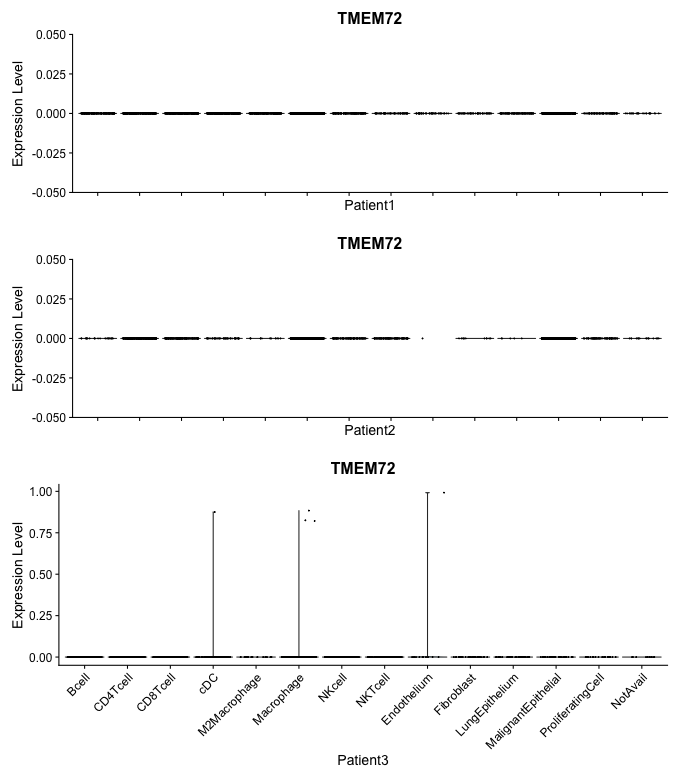 TMEM72
Expression Level
0.050
0.025
0.000
-0.025
-0.050
Patient1
TMEM72
Expression Level
0.050
0.025
0.000
-0.025
-0.050
Patient2
TMEM72
Expression Level
1.00
0.75
0.50
0.25
0.00
Bcell
CD4Tcell
CD8Tcell
cDC
M2Macrophage
Macrophage
NKcell
NKTcell
Endothelium
Fibroblast
LungEpithelium
MalignantEpithelial
ProliferatingCell
NotAvail
Patient3